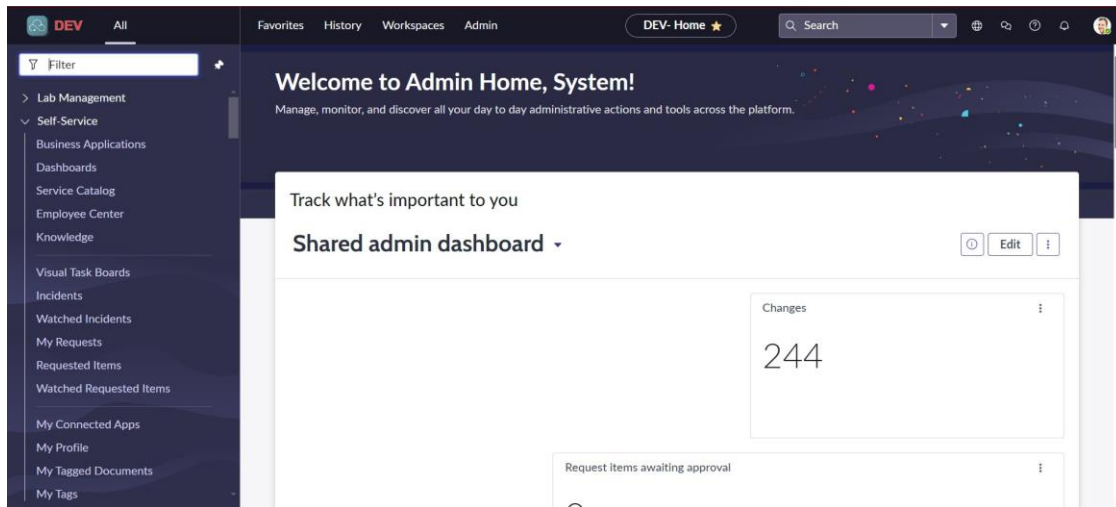 DEV All Favorites History Workspaces Admin DEV- Home Search
Filter
Lab Management
Self-Service
Business Applications
Dashboards
Service Catalog
Employee Center
Knowledge
Visual Task Boards
Incidents
Watched Incidents
My Requests
Requested Items
Watched Requested Items
My Connected Apps
My Profile
My Tagged Documents
My Tags
Welcome to Admin Home, System!
Manage, monitor, and discover all your day to day administrative actions and tools across the platform.
Track what's important to you
Shared admin dashboard
Edit
Changes
244
Request items awaiting approval